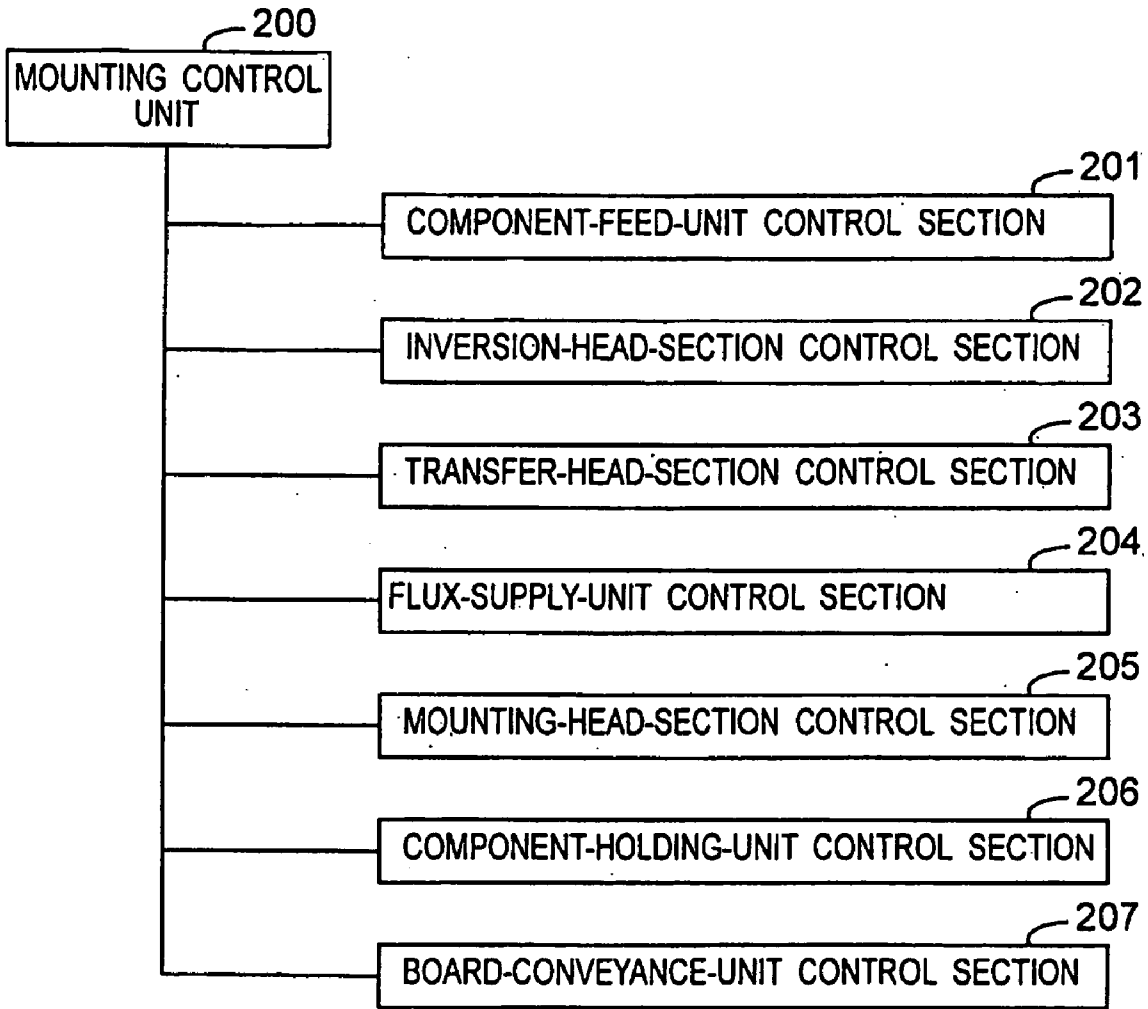 200
MOUNTING CONTROL
UNIT
201
COMPONENT-FEED-UNIT CONTROL SECTION
202
INVERSION-HEAD-SECTION CONTROL SECTION
203
TRANSFER-HEAD-SECTION CONTROL SECTION
204
FLUX-SUPPLY-UNIT CONTROL SECTION
205
MOUNTING-HEAD-SECTION CONTROL SECTION
206
COMPONENT-HOLDING-UNIT CONTROL SECTION
207
BOARD-CONVEYANCE-UNIT CONTROL SECTION